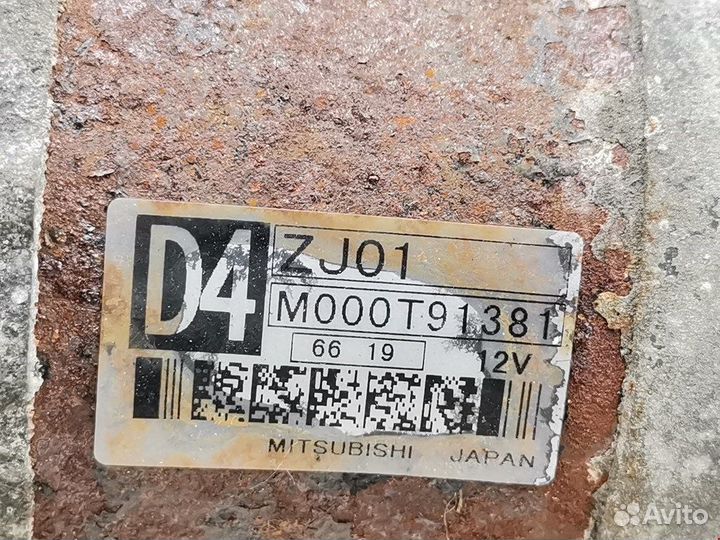 D4
ZJ01
M000T91381
66 19
12V
MITSUBISHI JAPAN
Avito